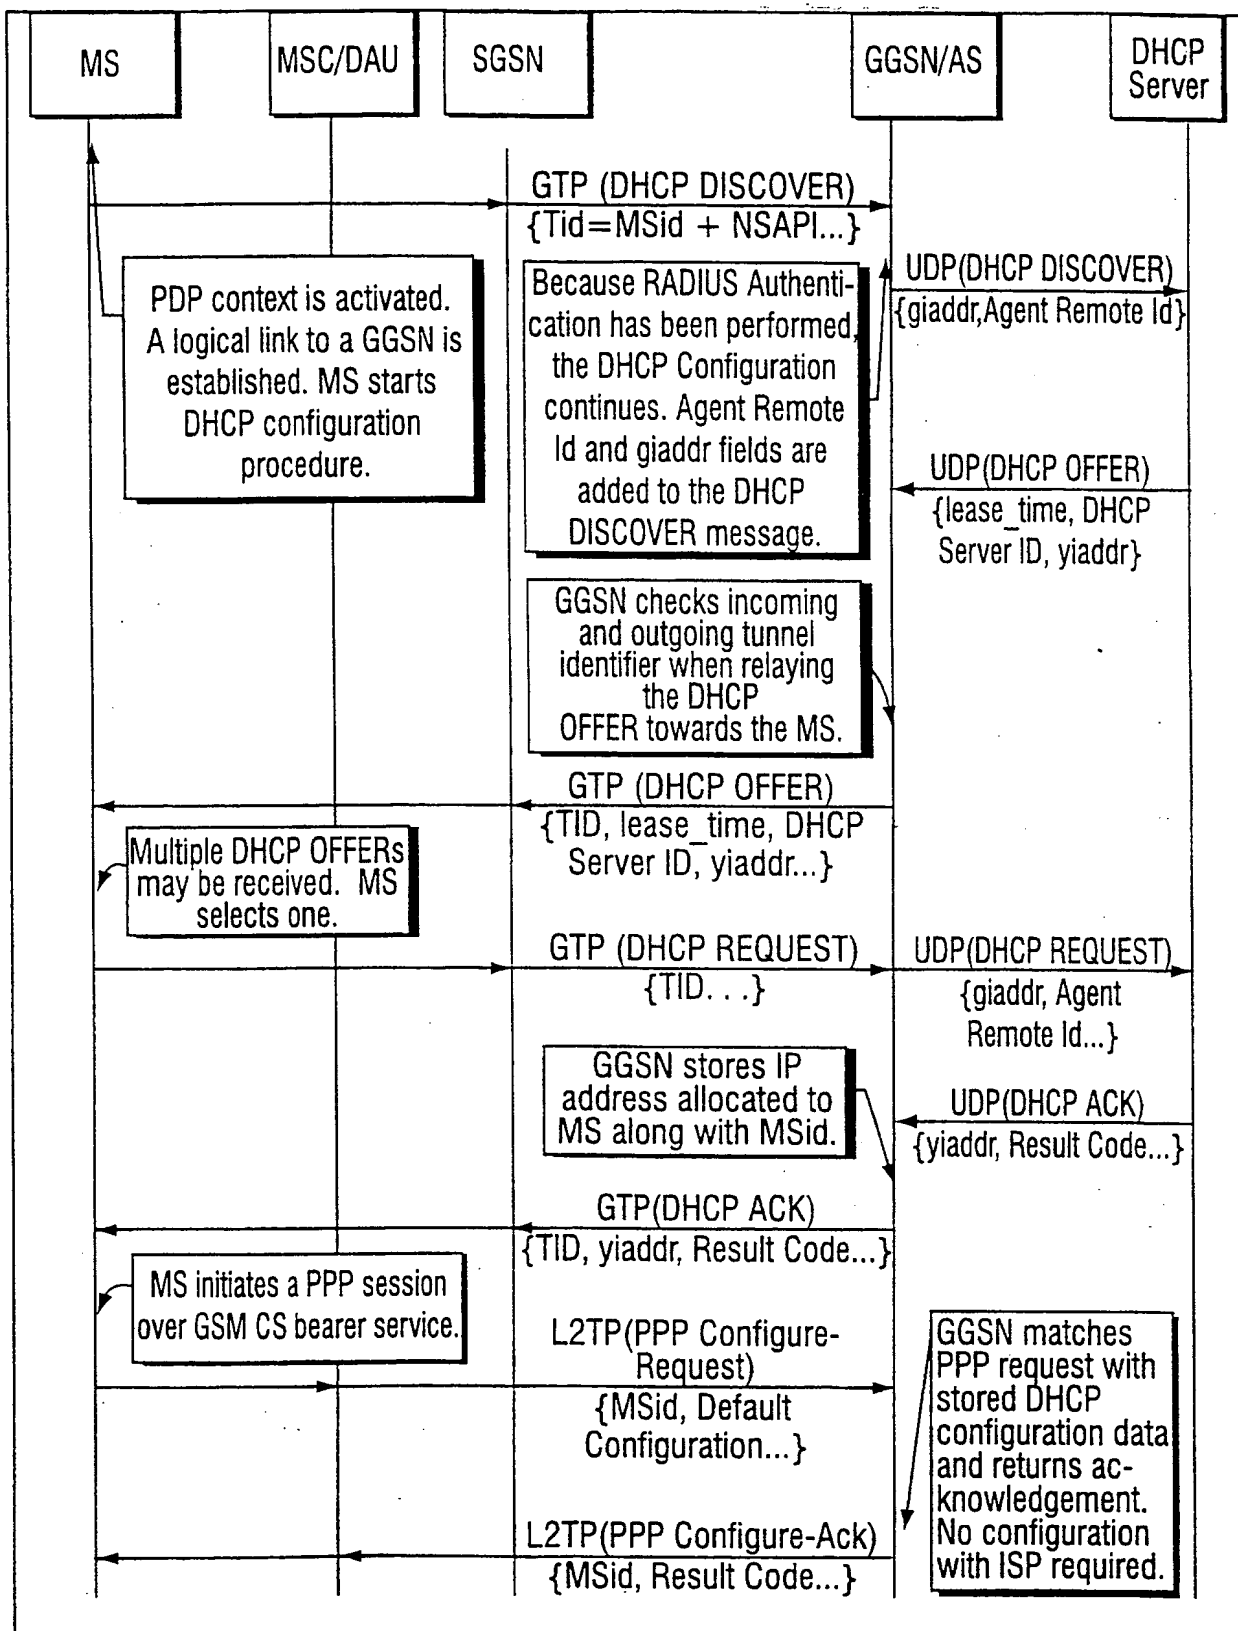 MS
MSC/DAU
SGSN
GGSN/AS
DHCP
Server
GTP (DHCP DISCOVER)
{Tid=MSid + NSAPI...}
PDP context is activated.
A logical link to a GGSN is
established. MS starts
DHCP configuration
procedure.
Because RADIUS Authenti-
cation has been performed,
the DHCP Configuration
continues. Agent Remote
Id and giaddr fields are
added to the DHCP
DISCOVER message.
UDP(DHCP DISCOVER)
{giaddr,Agent Remote Id}
UDP(DHCP OFFER)
{lease_time, DHCP
Server ID, yiaddr}
GGSN checks incoming
and outgoing tunnel
identifier when relaying
the DHCP
OFFER towards the MS.
GTP (DHCP OFFER)
{TID, lease_time, DHCP
Server ID, yiaddr...}
Multiple DHCP OFFERs
may be received. MS
selects one.
GTP (DHCP REQUEST)
{TID. . .}
UDP(DHCP REQUEST)
{giaddr, Agent
Remote Id...}
GGSN stores IP
address allocated to
MS along with MSid.
UDP(DHCP ACK)
{yiaddr, Result Code...}
GTP(DHCP ACK)
{TID, yiaddr, Result Code...}
MS initiates a PPP session
over GSM CS bearer service.
L2TP(PPP Configure-
Request)
{MSid, Default
Configuration...}
GGSN matches
PPP request with
stored DHCP
configuration data
and returns ac-
knowledgement.
No configuration
with ISP required.
L2TP(PPP Configure-Ack)
{MSid, Result Code...}